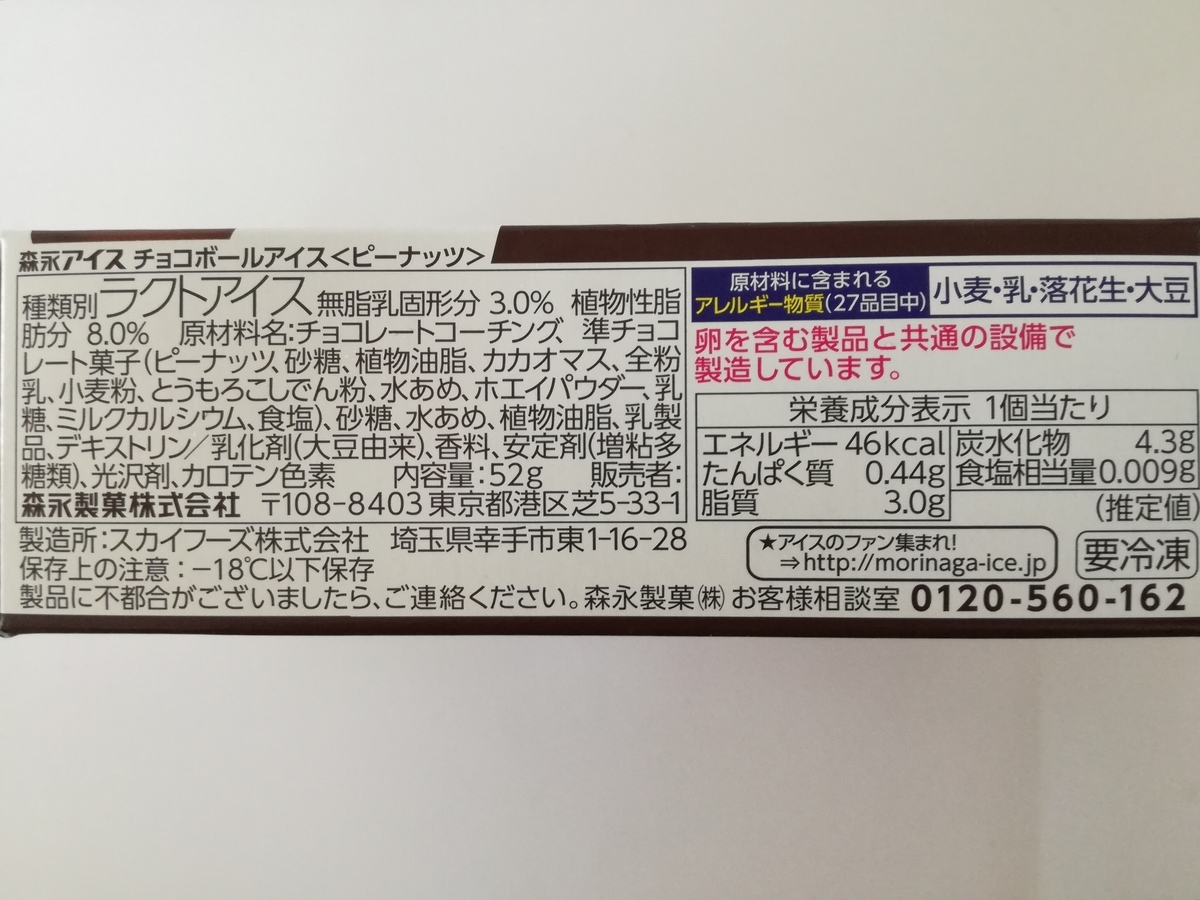 森永アイス チョコボールアイス<ピーナッツ>
種類別 ラクトアイス 無脂乳固形分 3.0% 植物性脂
肪分 8.0% 原材料名:チョコレートコーチング、準チョコ
レート菓子(ピーナッツ、砂糖、植物油脂、カカオマス、全粉
乳、小麦粉、とうもろこしでん粉、水あめ、ホエイパウダー、乳
糖、ミルクカルシウム、食塩)、砂糖、水あめ、植物油脂、乳製
品、デキストリン/乳化剤(大豆由来)、香料、安定剤(増粘多
糖類)、光沢剤、カロテン色素 内容量:52g 販売者:
森永製菓株式会社 〒108-8403 東京都港区芝5-33-1
製造所:スカイフーズ株式会社 埼玉県幸手市東1-16-28
保存上の注意:-18℃以下保存
原材料に含まれる
アレルギー物質(27品目中)
小麦・乳・落花生・大豆
卵を含む製品と共通の設備で
製造しています。
栄養成分表示 1個当たり
エネルギー 46kcal
たんぱく質 0.44g
脂質 3.0g
炭水化物 4.3g
食塩相当量 0.009g
(推定値)
★アイスのファン集まれ!
⇒http://morinaga-ice.jp
要冷凍
製品に不都合がございましたら、ご連絡ください。森永製菓㈱ お客様相談室 0120-560-162